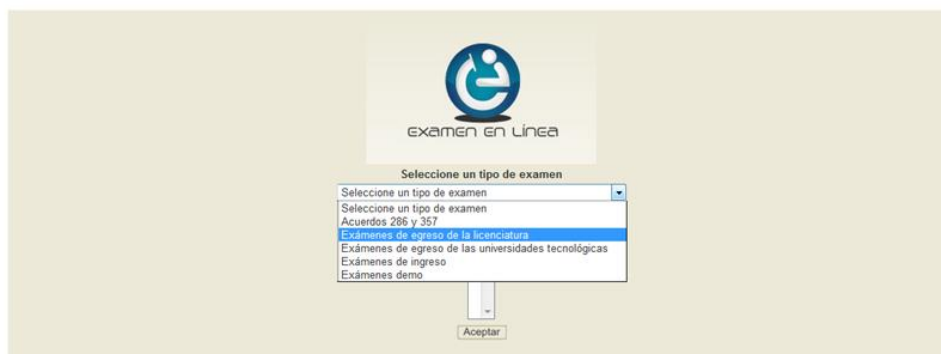 examen en Línea
Seleccione un tipo de examen
Seleccione un tipo de examen
Seleccione un tipo de examen
Acuerdos 286 y 357
Exámenes de egreso de la licenciatura
Exámenes de egreso de las universidades tecnológicas
Exámenes de ingreso
Exámenes demo
Aceptar